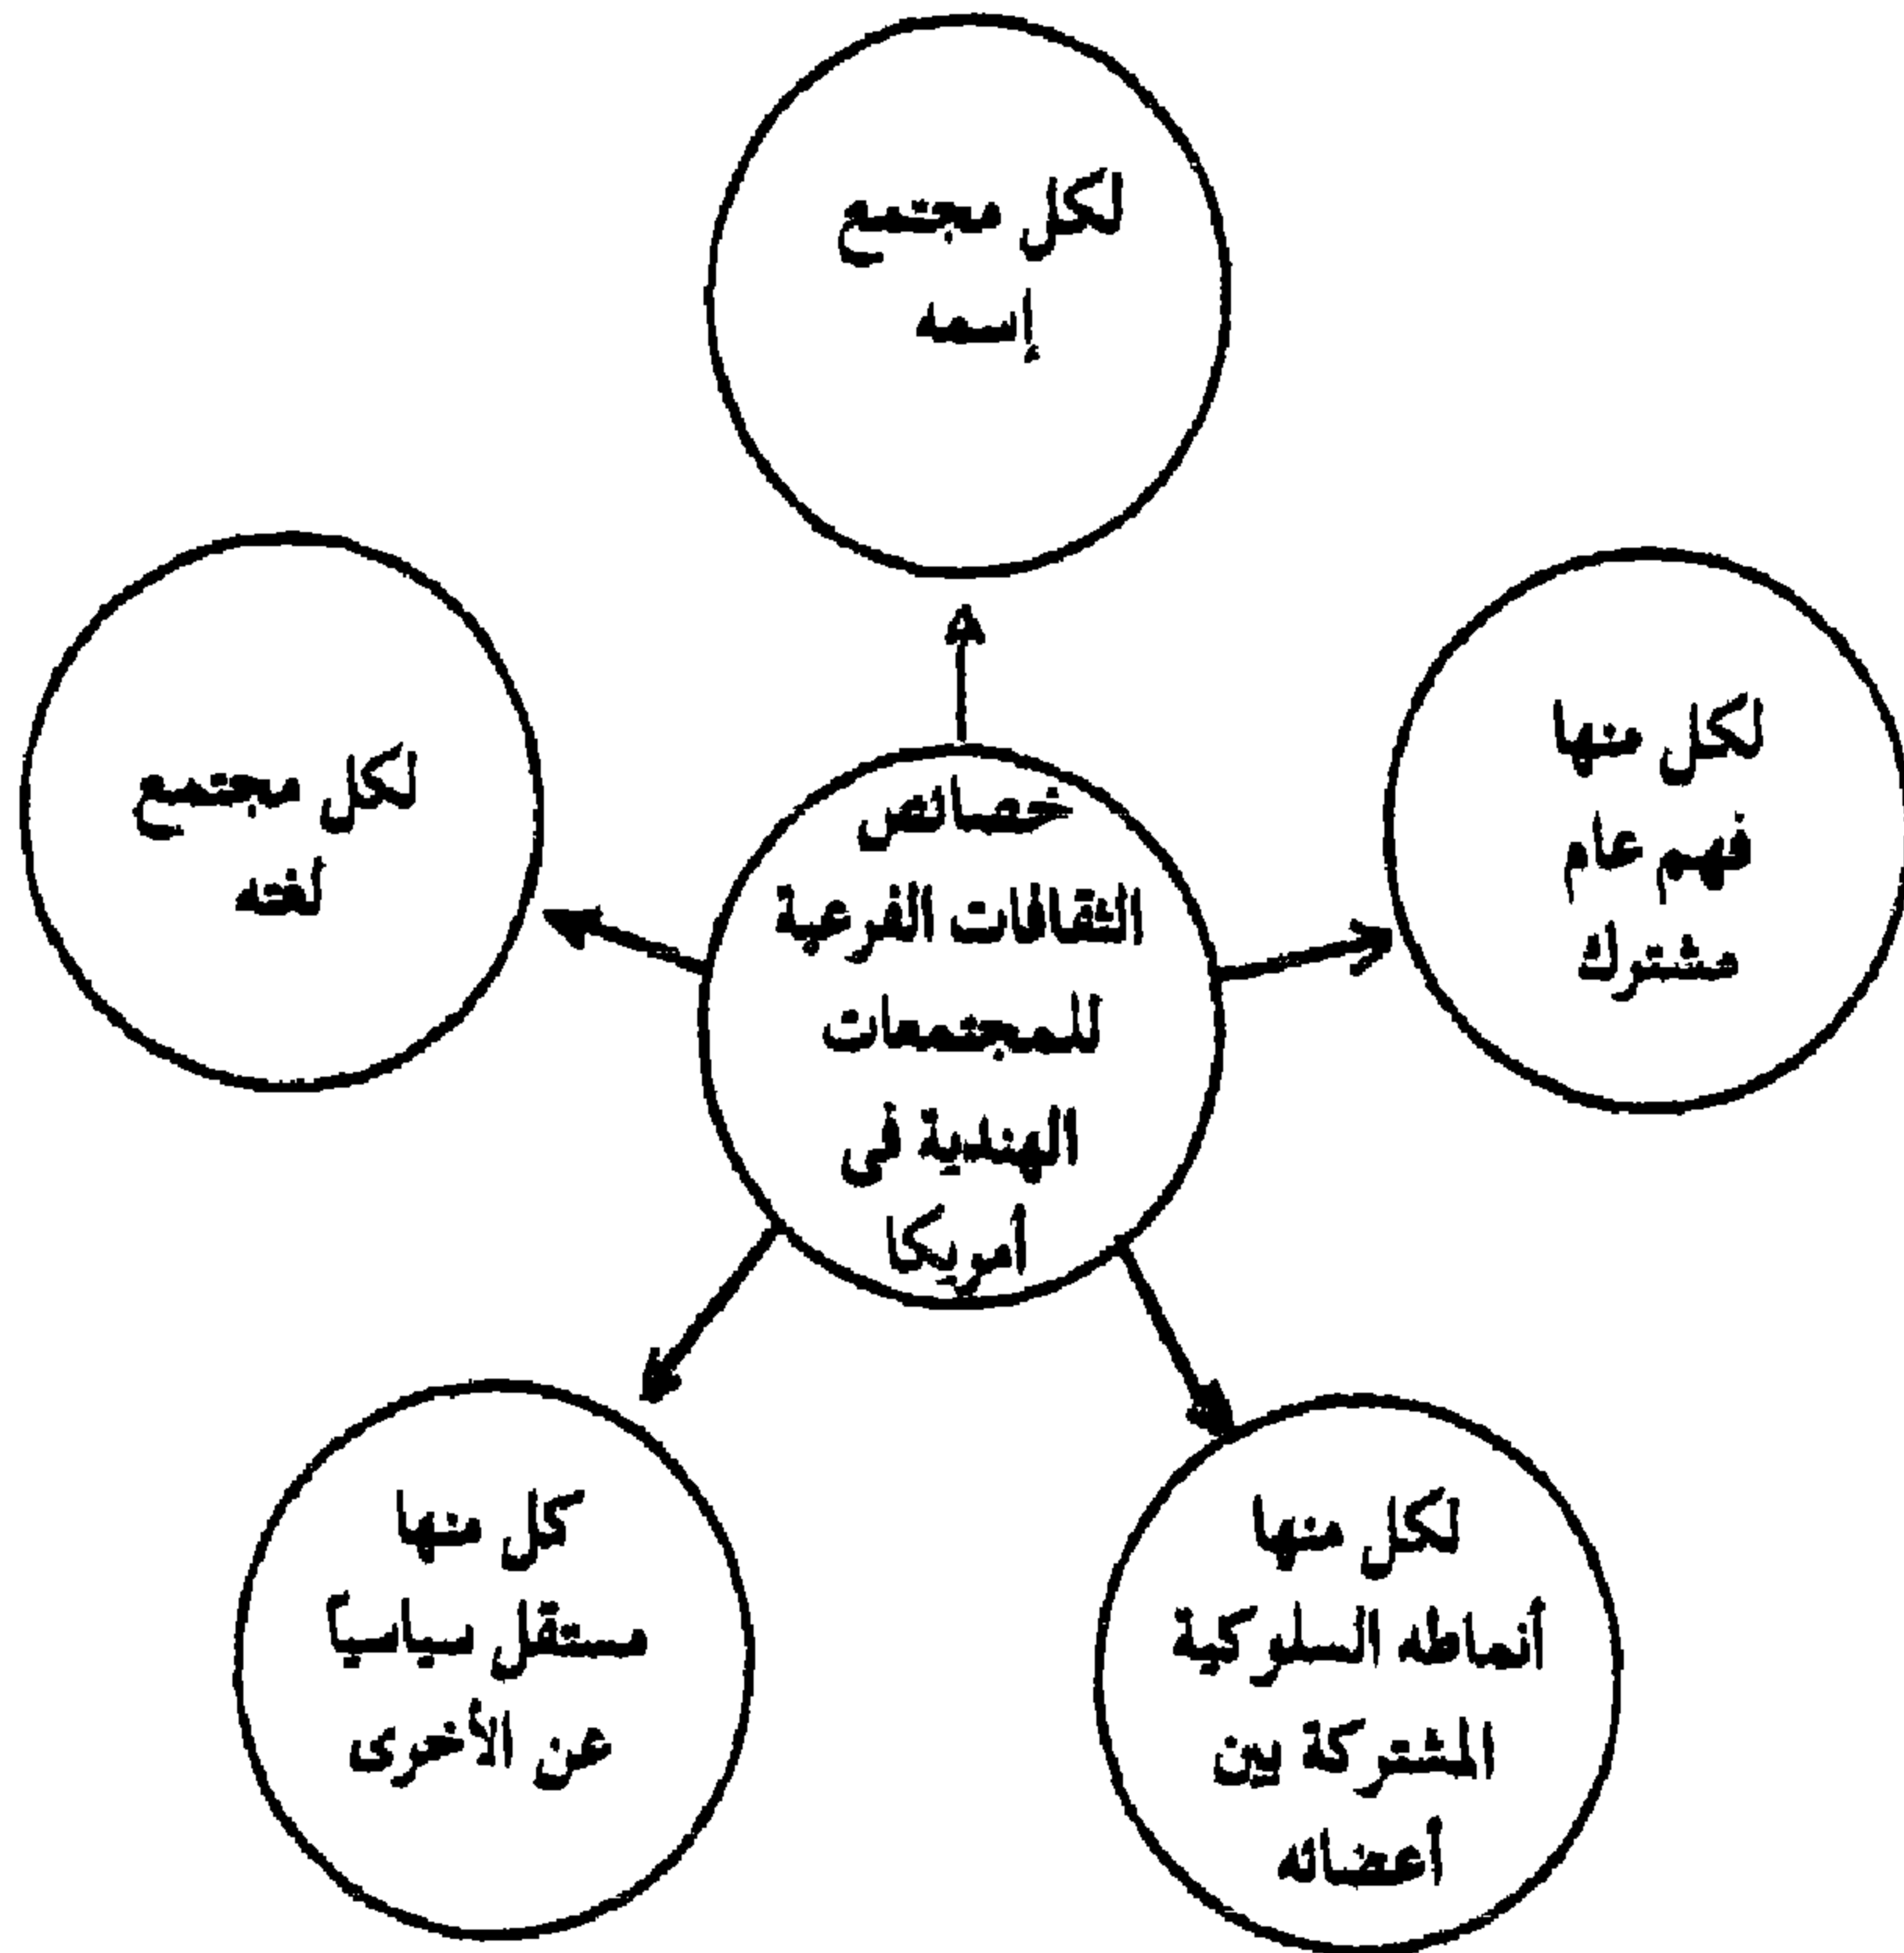 لكل مجتمع
إسمه
لكل منها
فهم عام
مشترك
لكل مجتمع
لغته
خصائص
الثقافات الفرعية
للمجتمعات
الهندية فى
أمريكا
لكل منها
أنماطه السلوكية
المشتركة بين
أعضائه
كل منها
مستقل سياسياً
عن الأخرى